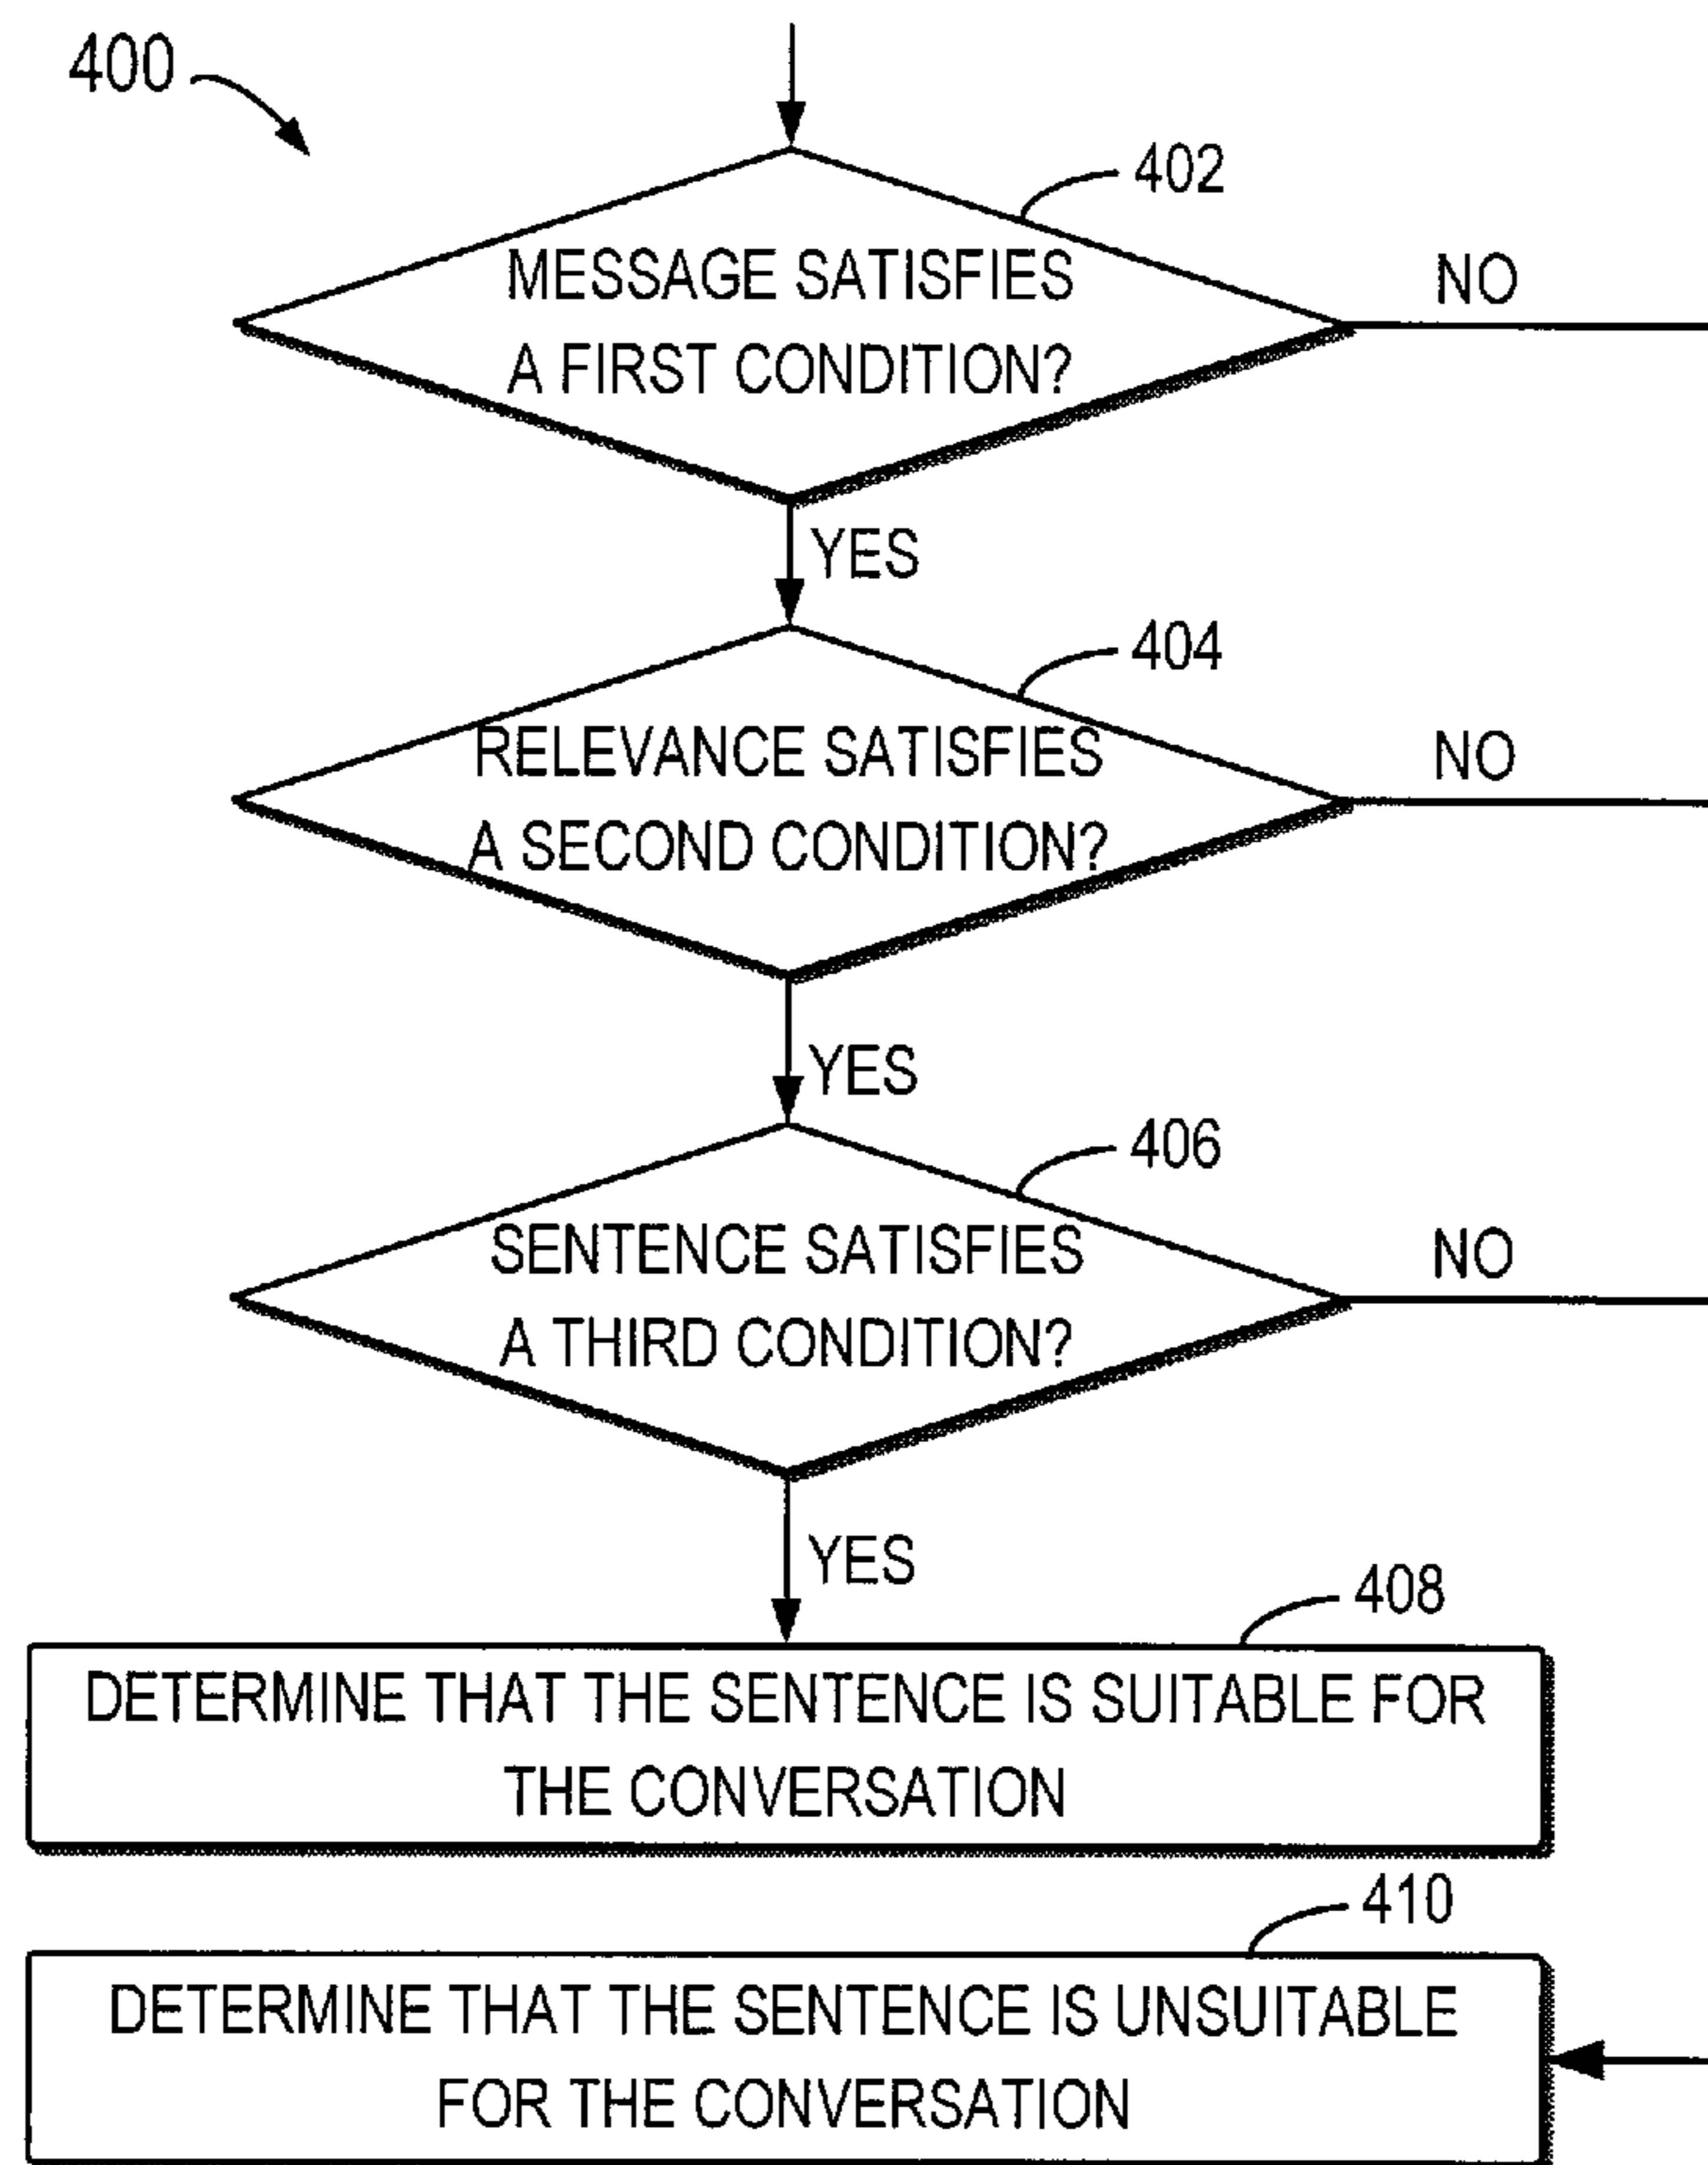 400
402
MESSAGE SATISFIES
A FIRST CONDITION?
NO
YES
404
RELEVANCE SATISFIES
A SECOND CONDITION?
NO
YES
406
SENTENCE SATISFIES
A THIRD CONDITION?
NO
YES
408
DETERMINE THAT THE SENTENCE IS SUITABLE FOR
THE CONVERSATION
410
DETERMINE THAT THE SENTENCE IS UNSUITABLE
FOR THE CONVERSATION